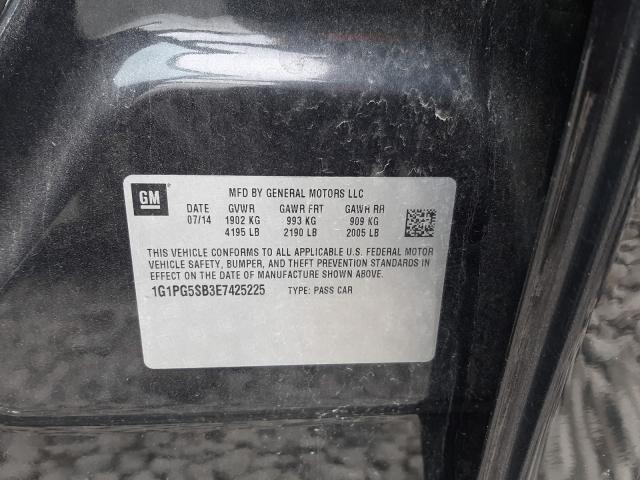 GM
MFD BY GENERAL MOTORS LLC
DATE GVWR GAWR FRT GAWR RR
07/14 1902 KG 993 KG 909 KG
4195 LB 2190 LB 2005 LB
THIS VEHICLE CONFORMS TO ALL APPLICABLE U.S. FEDERAL MOTOR
VEHICLE SAFETY, BUMPER, AND THEFT PREVENTION STANDARDS IN
EFFECT ON THE DATE OF MANUFACTURE SHOWN ABOVE.
1G1PG5SB3E7425225 TYPE: PASS CAR